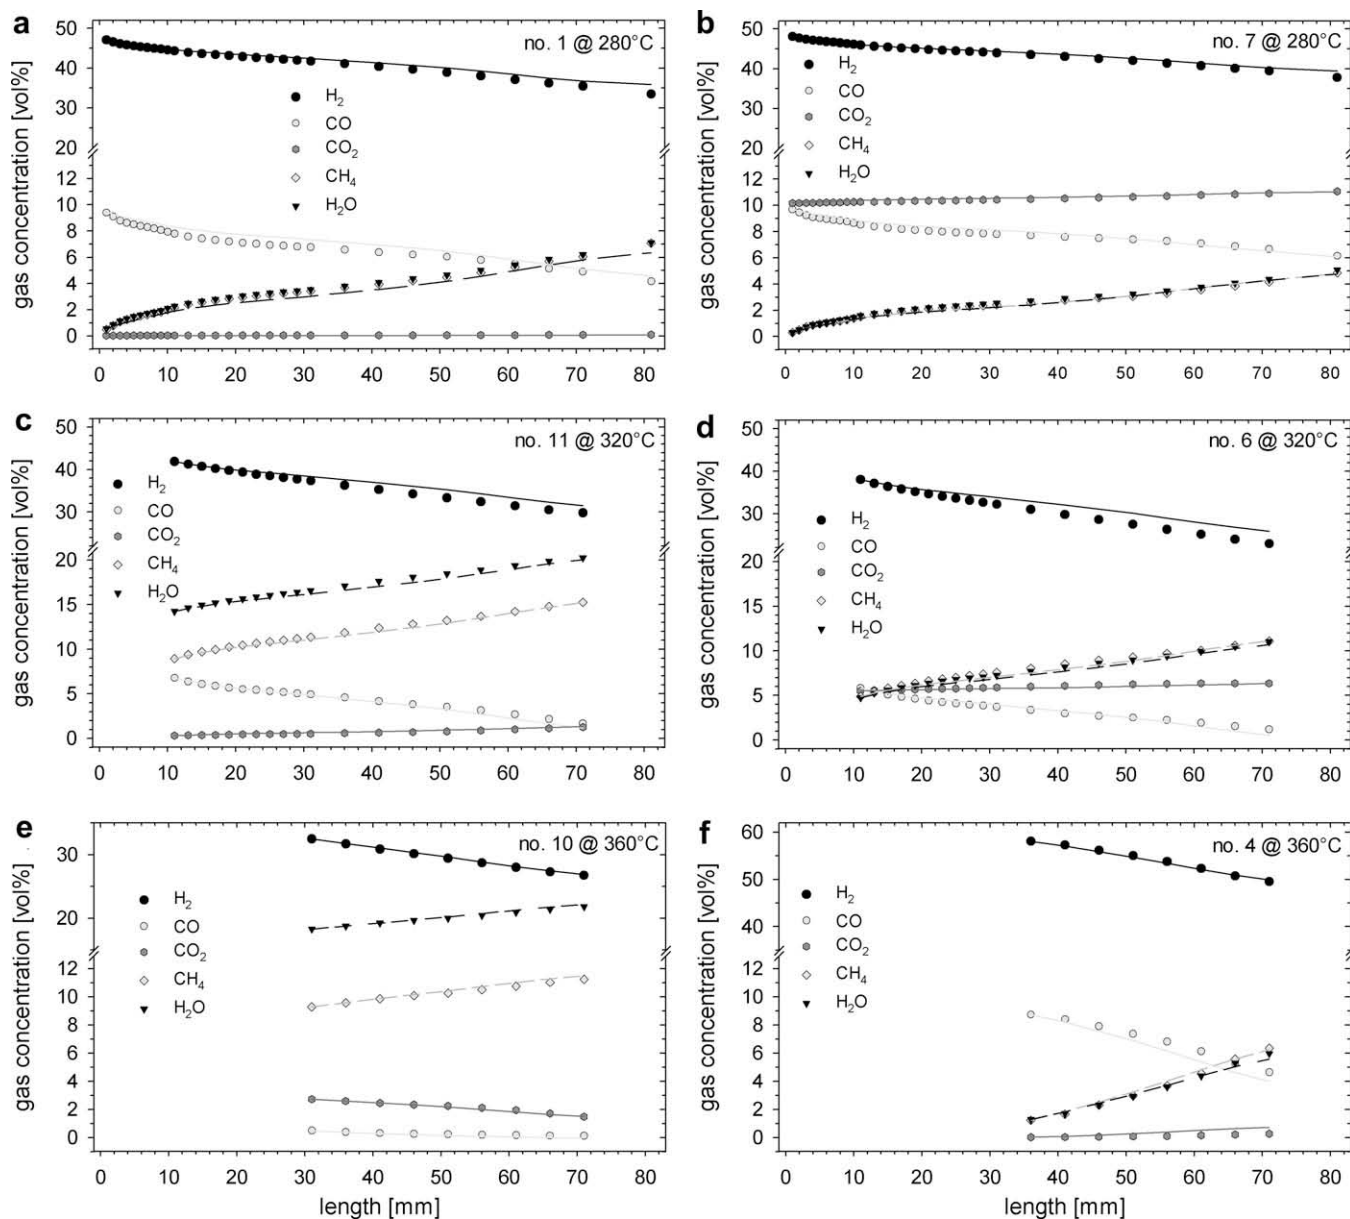 a
no. 1 @ 280°C
gas concentration [vol%]
50
40
30
20
12
10
8
6
4
2
0
H₂
CO
CO₂
CH₄
H₂O
0 10 20 30 40 50 60 70 80
b
no. 7 @ 280°C
gas concentration [vol%]
50
40
30
20
12
10
8
6
4
2
0
H₂
CO
CO₂
CH₄
H₂O
0 10 20 30 40 50 60 70 80
c
no. 11 @ 320°C
gas concentration [vol%]
50
40
30
20
15
10
5
0
H₂
CO
CO₂
CH₄
H₂O
0 10 20 30 40 50 60 70 80
d
no. 6 @ 320°C
gas concentration [vol%]
50
40
30
20
15
10
5
0
H₂
CO
CO₂
CH₄
H₂O
0 10 20 30 40 50 60 70 80
e
no. 10 @ 360°C
gas concentration [vol%]
30
20
12
10
8
6
4
2
0
H₂
CO
CO₂
CH₄
H₂O
0 10 20 30 40 50 60 70 80
length [mm]
f
no. 4 @ 360°C
gas concentration [vol%]
60
50
40
12
10
8
6
4
2
0
H₂
CO
CO₂
CH₄
H₂O
0 10 20 30 40 50 60 70 80
length [mm]